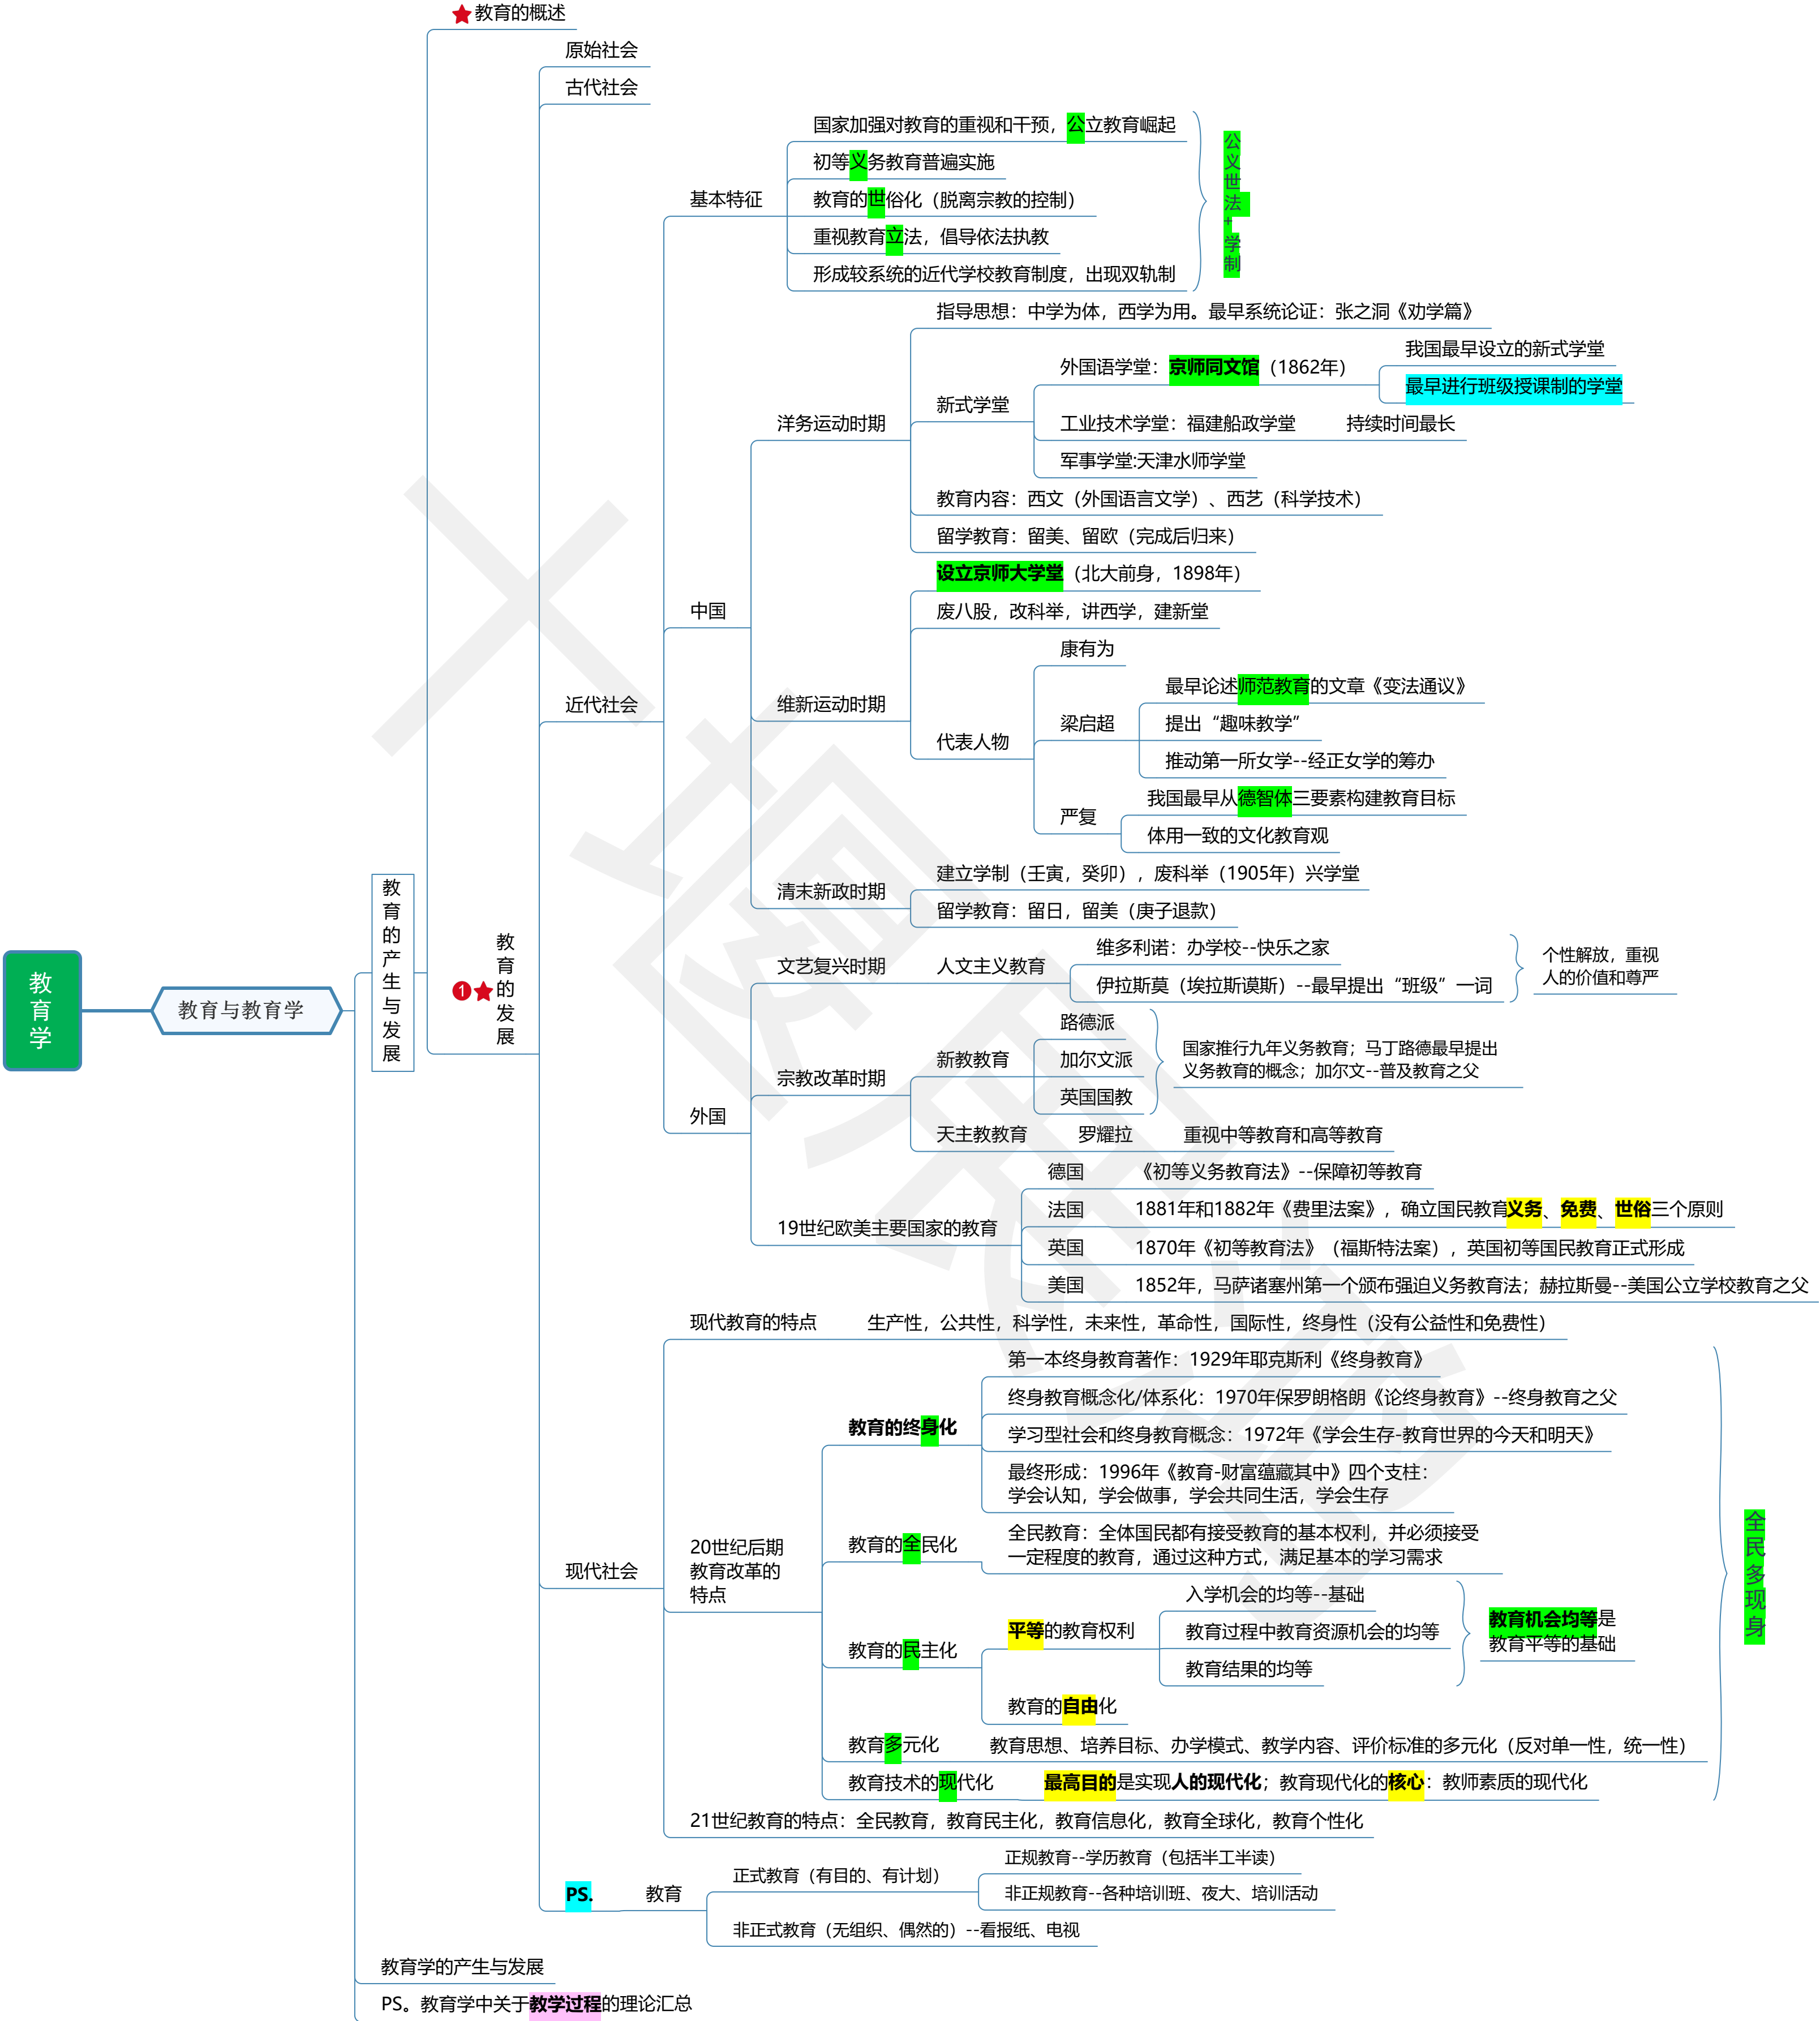 教育学
教育与教育学
教育的产生与发展
教育的概述
1
教育的发展
原始社会
古代社会
近代社会
基本特征
国家加强对教育的重视和干预，公立教育崛起
初等义务教育普遍实施
教育的世俗化（脱离宗教的控制）
重视教育立法，倡导依法执教
形成较系统的近代学校教育制度，出现双轨制
公义世法+学制
中国
洋务运动时期
指导思想：中学为体，西学为用。最早系统论证：张之洞《劝学篇》
新式学堂
外国语学堂：京师同文馆（1862年）
我国最早设立的新式学堂
最早进行班级授课制的学堂
工业技术学堂：福建船政学堂
持续时间最长
军事学堂:天津水师学堂
教育内容：西文（外国语言文学）、西艺（科学技术）
留学教育：留美、留欧（完成后归来）
维新运动时期
设立京师大学堂（北大前身，1898年）
废八股，改科举，讲西学，建新堂
代表人物
康有为
梁启超
最早论述师范教育的文章《变法通议》
提出“趣味教学”
推动第一所女学--经正女学的筹办
严复
我国最早从德智体三要素构建教育目标
体用一致的文化教育观
清末新政时期
建立学制（壬寅，癸卯），废科举（1905年）兴学堂
留学教育：留日，留美（庚子退款）
外国
文艺复兴时期
人文主义教育
维多利诺：办学校--快乐之家
伊拉斯莫（埃拉斯谟斯）--最早提出“班级”一词
个性解放，重视
人的价值和尊严
宗教改革时期
新教教育
路德派
加尔文派
英国国教
国家推行九年义务教育；马丁路德最早提出
义务教育的概念；加尔文--普及教育之父
天主教教育
罗耀拉
重视中等教育和高等教育
19世纪欧美主要国家的教育
德国
《初等义务教育法》--保障初等教育
法国
1881年和1882年《费里法案》，确立国民教育义务、免费、世俗三个原则
英国
1870年《初等教育法》（福斯特法案），英国初等国民教育正式形成
美国
1852年，马萨诸塞州第一个颁布强迫义务教育法；赫拉斯曼--美国公立学校教育之父
现代社会
现代教育的特点
生产性，公共性，科学性，未来性，革命性，国际性，终身性（没有公益性和免费性）
20世纪后期
教育改革的
特点
教育的终身化
第一本终身教育著作：1929年耶克斯利《终身教育》
终身教育概念化/体系化：1970年保罗朗格朗《论终身教育》--终身教育之父
学习型社会和终身教育概念：1972年《学会生存-教育世界的今天和明天》
最终形成：1996年《教育-财富蕴藏其中》四个支柱：
学会认知，学会做事，学会共同生活，学会生存
教育的全民化
全民教育：全体国民都有接受教育的基本权利，并必须接受
一定程度的教育，通过这种方式，满足基本的学习需求
教育的民主化
平等的教育权利
入学机会的均等--基础
教育过程中教育资源机会的均等
教育结果的均等
教育机会均等是
教育平等的基础
教育的自由化
教育多元化
教育思想、培养目标、办学模式、教学内容、评价标准的多元化（反对单一性，统一性）
教育技术的现代化
最高目的是实现人的现代化；教育现代化的核心：教师素质的现代化
全民多现身
21世纪教育的特点：全民教育，教育民主化，教育信息化，教育全球化，教育个性化
PS.
教育
正式教育（有目的、有计划）
正规教育--学历教育（包括半工半读）
非正规教育--各种培训班、夜大、培训活动
非正式教育（无组织、偶然的）--看报纸、电视
教育学的产生与发展
PS。教育学中关于教学过程的理论汇总